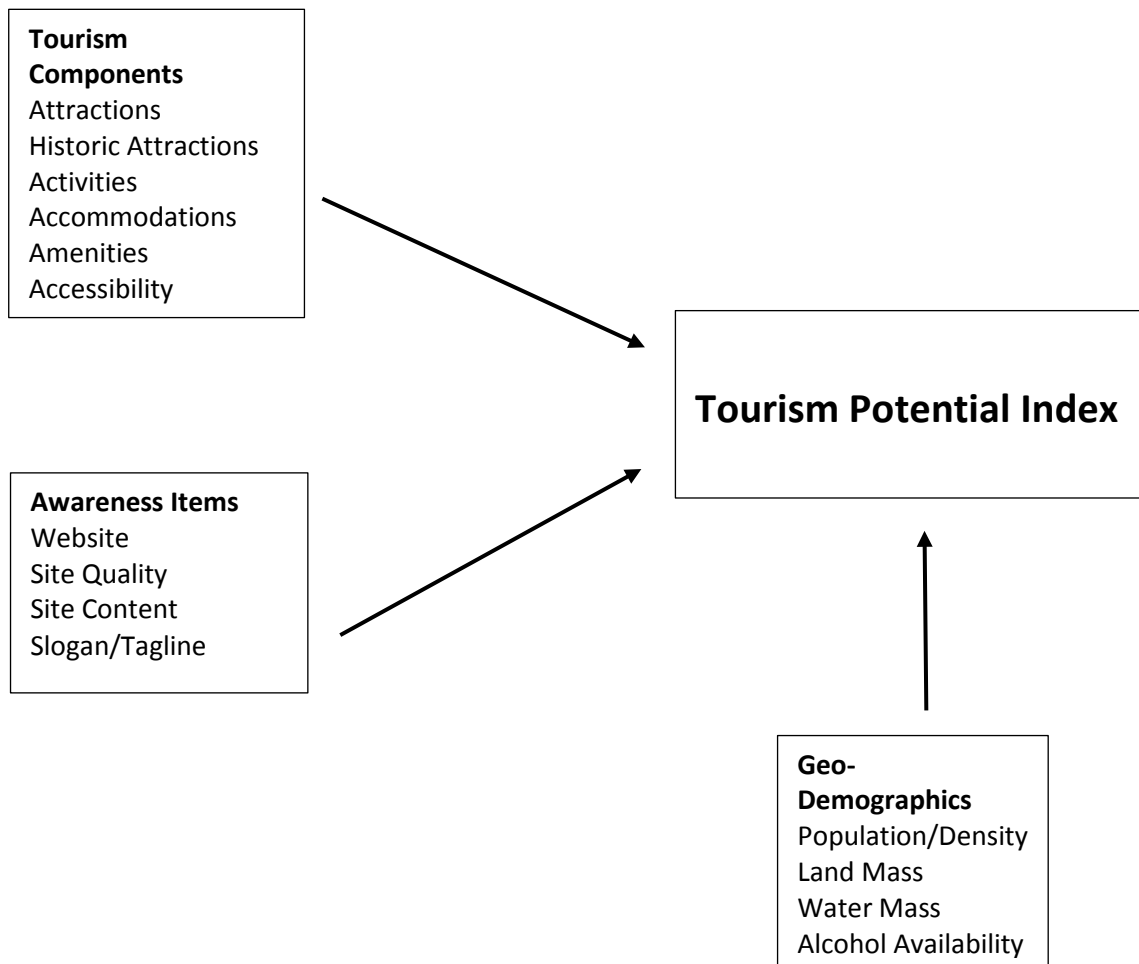 Tourism
Components
Attractions
Historic Attractions
Activities
Accommodations
Amenities
Accessibility
Tourism Potential Index
Awareness Items
Website
Site Quality
Site Content
Slogan/Tagline
Geo-
Demographics
Population/Density
Land Mass
Water Mass
Alcohol Availability